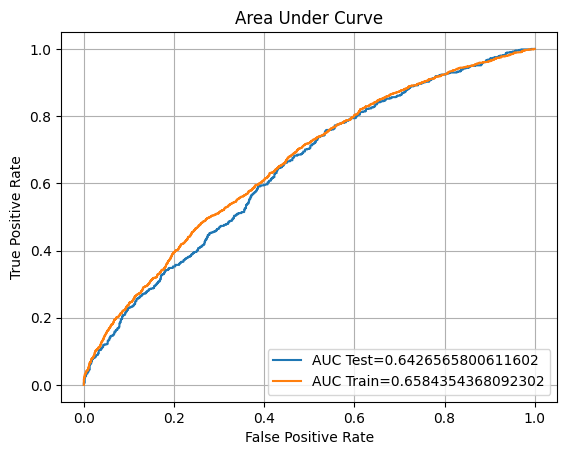 Area Under Curve
True Positive Rate
1.0
0.8
0.6
0.4
0.2
0.0
AUC Test=0.6426565800611602
AUC Train=0.6584354368092302
0.0 0.2 0.4 0.6 0.8 1.0
False Positive Rate